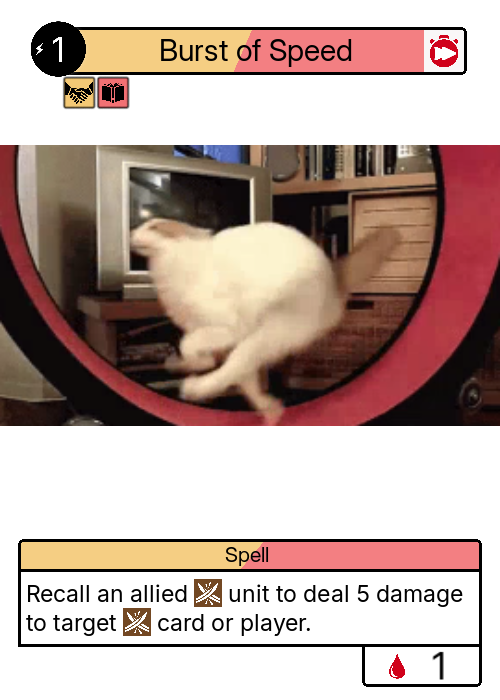 1 Burst of Speed
Spell
Recall an allied unit to deal 5 damage
to target card or player.
1